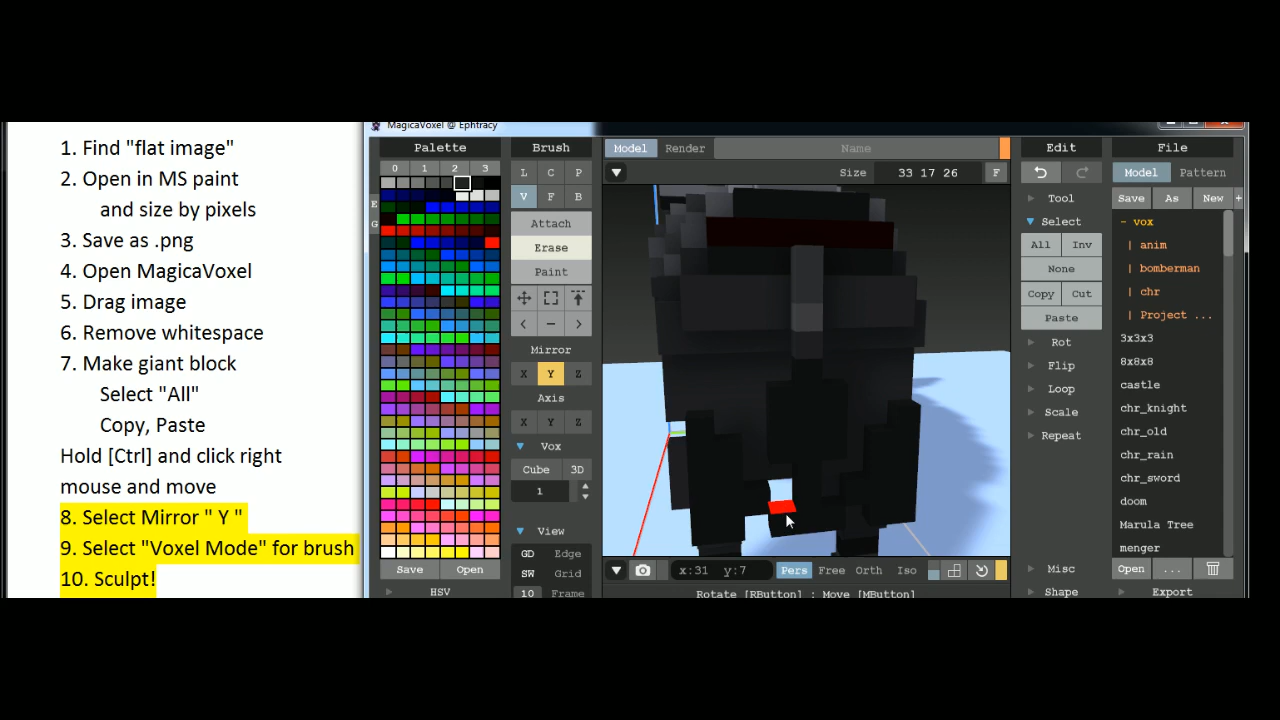 1. Find "flat image"
2. Open in MS paint
and size by pixels
3. Save as .png
4. Open MagicaVoxel
5. Drag image
6. Remove whitespace
7. Make giant block
Select "All"
Copy, Paste
Hold [Ctrl] and click right
mouse and move
8. Select Mirror " Y "
9. Select "Voxel Mode" for brush
10. Sculpt!
MagicaVoxel @ Ephtracy
Palette
0 1 2 3
E
G
Save Open
HSV
Brush
L C P
V F B
Attach
Erase
Paint
< − >
Mirror
X Y Z
Axis
X Y Z
Vox
Cube 3D
1
View
GD Edge
SW Grid
10 Frame
Model Render Name
Size 33 17 26 F
x:31 y:7 Pers Free Orth Iso
Rotate [RButton] : Move [MButton]
Edit
Tool
Select
All Inv
None
Copy Cut
Paste
Rot
Flip
Loop
Scale
Repeat
Misc
Shape
File
Model Pattern
Save As New +
- vox
| anim
| bomberman
| chr
| Project ...
3x3x3
8x8x8
castle
chr_knight
chr_old
chr_rain
chr_sword
doom
Marula Tree
menger
Open ...
Export